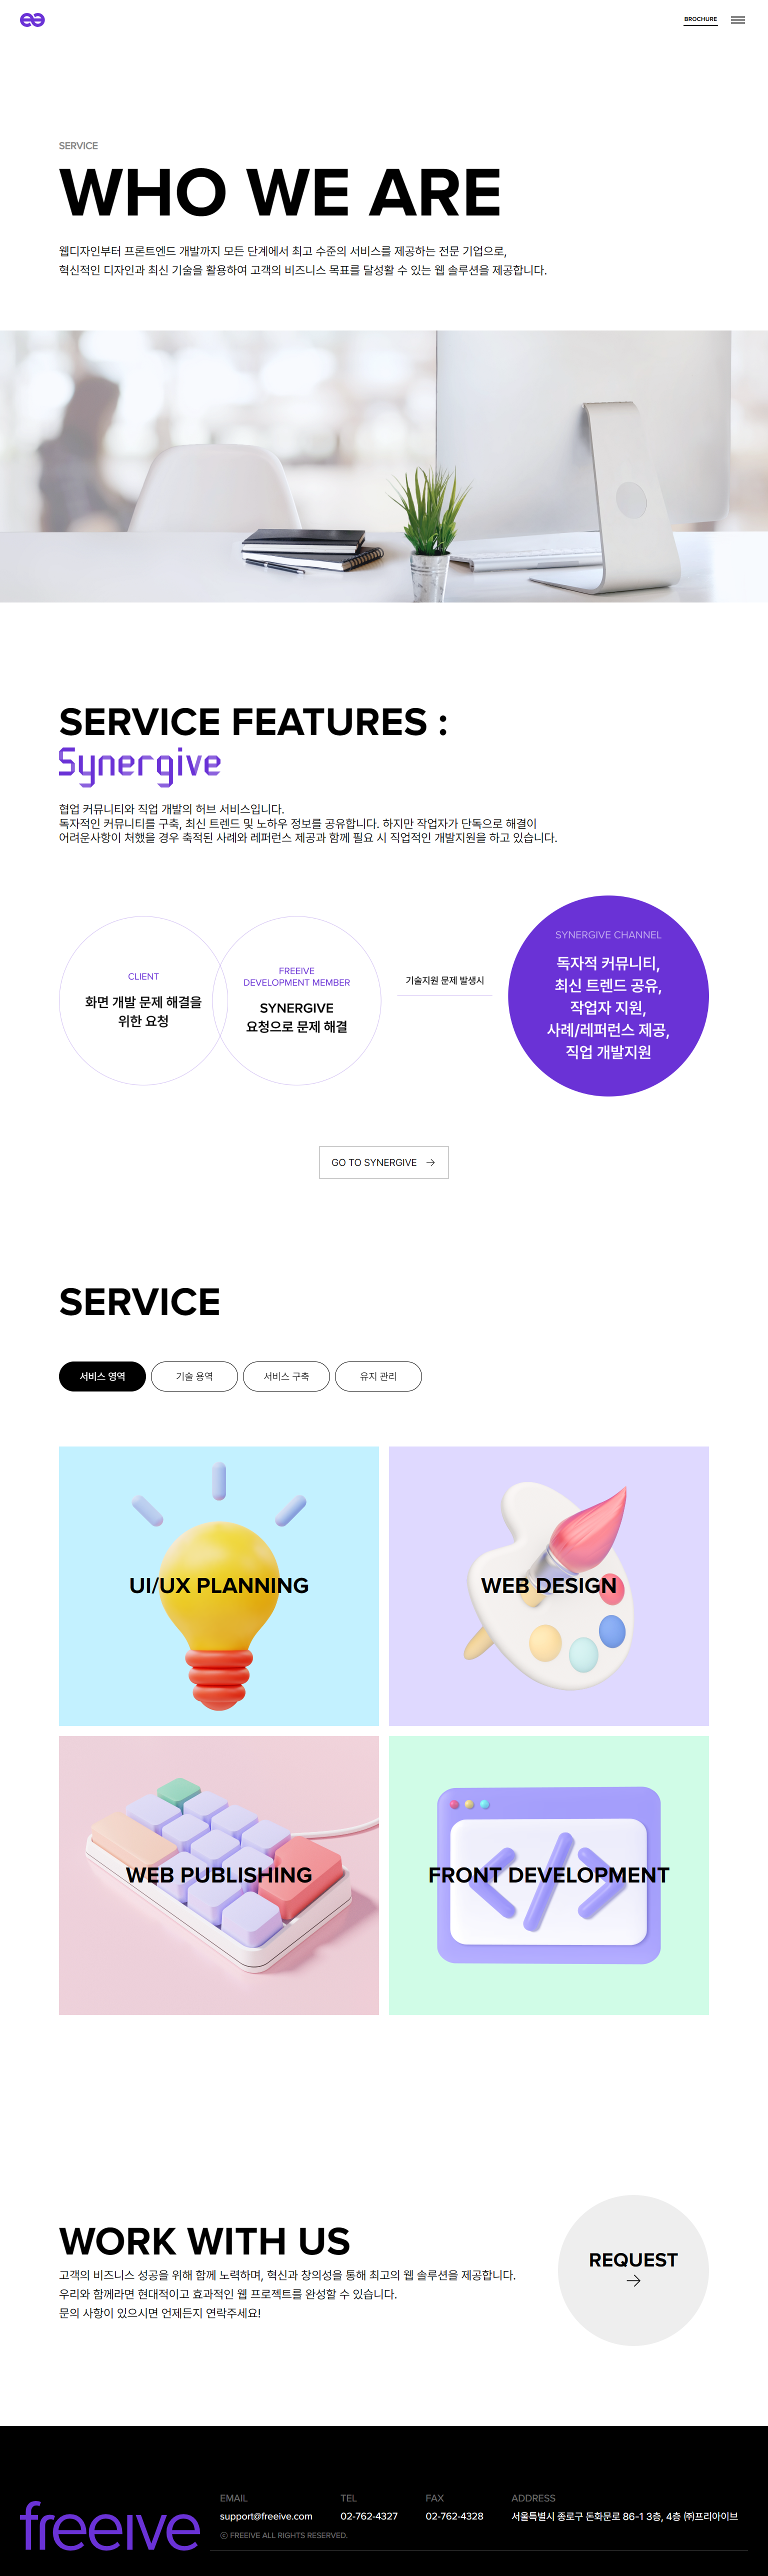 BROCHURE
SERVICE
WHO WE ARE
웹디자인부터 프론트엔드 개발까지 모든 단계에서 최고 수준의 서비스를 제공하는 전문 기업으로,
혁신적인 디자인과 최신 기술을 활용하여 고객의 비즈니스 목표를 달성할 수 있는 웹 솔루션을 제공합니다.
SERVICE FEATURES :
Synergive
협업 커뮤니티와 직업 개발의 허브 서비스입니다.
독자적인 커뮤니티를 구축, 최신 트렌드 및 노하우 정보를 공유합니다. 하지만 작업자가 단독으로 해결이
어려운사항이 처했을 경우 축적된 사례와 레퍼런스 제공과 함께 필요 시 직업적인 개발지원을 하고 있습니다.
CLIENT
화면 개발 문제 해결을
위한 요청
FREEIVE
DEVELOPMENT MEMBER
SYNERGIVE
요청으로 문제 해결
기술지원 문제 발생시
SYNERGIVE CHANNEL
독자적 커뮤니티,
최신 트렌드 공유,
작업자 지원,
사례/레퍼런스 제공,
직업 개발지원
GO TO SYNERGIVE →
SERVICE
서비스 영역
기술 용역
서비스 구축
유지 관리
UI/UX PLANNING
WEB DESIGN
WEB PUBLISHING
FRONT DEVELOPMENT
WORK WITH US
고객의 비즈니스 성공을 위해 함께 노력하며, 혁신과 창의성을 통해 최고의 웹 솔루션을 제공합니다.
우리와 함께라면 현대적이고 효과적인 웹 프로젝트를 완성할 수 있습니다.
문의 사항이 있으시면 언제든지 연락주세요!
REQUEST
→
freeive
EMAIL
support@freeive.com
TEL
02-762-4327
FAX
02-762-4328
ADDRESS
서울특별시 종로구 돈화문로 86-1 3층, 4층 ㈜프리아이브
ⓒ FREEIVE ALL RIGHTS RESERVED.